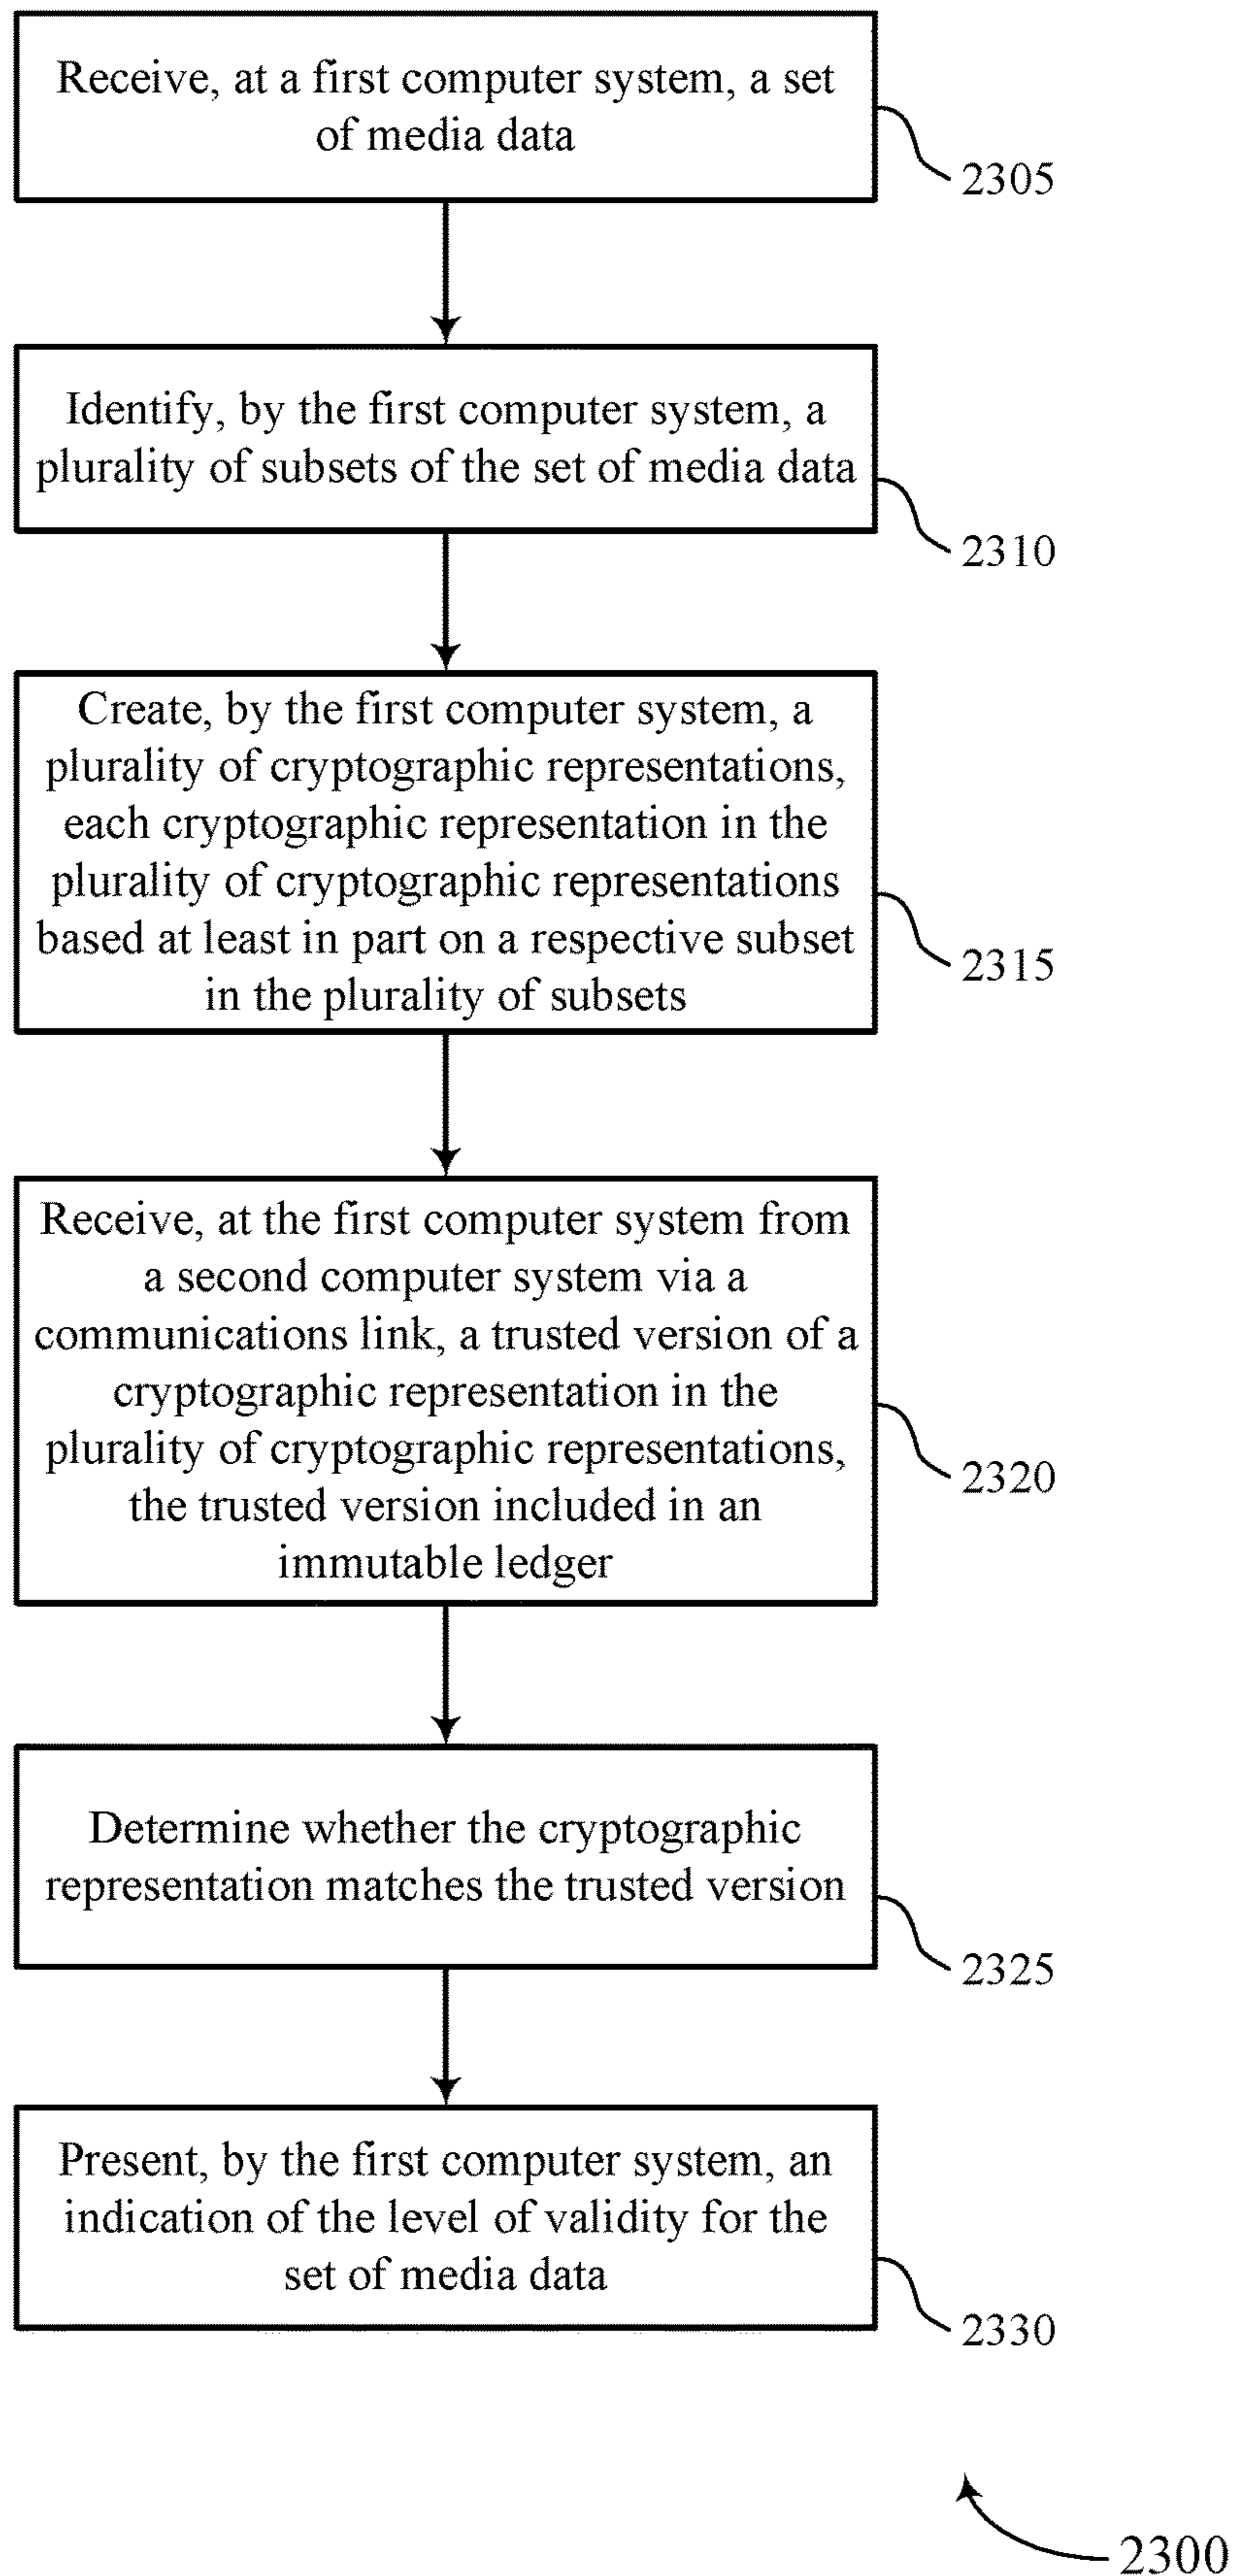 Receive, at a first computer system, a set
of media data
2305
Identify, by the first computer system, a
plurality of subsets of the set of media data
2310
Create, by the first computer system, a
plurality of cryptographic representations,
each cryptographic representation in the
plurality of cryptographic representations
based at least in part on a respective subset
in the plurality of subsets
2315
Receive, at the first computer system from
a second computer system via a
communications link, a trusted version of a
cryptographic representation in the
plurality of cryptographic representations,
the trusted version included in an
immutable ledger
2320
Determine whether the cryptographic
representation matches the trusted version
2325
Present, by the first computer system, an
indication of the level of validity for the
set of media data
2330
2300